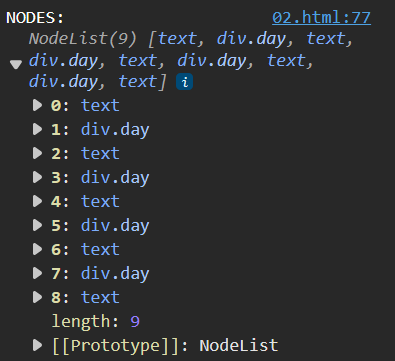 NODES: 02.html:77
NodeList(9) [text, div.day, text,
div.day, text, div.day, text,
div.day, text] i
0: text
1: div.day
2: text
3: div.day
4: text
5: div.day
6: text
7: div.day
8: text
length: 9
[[Prototype]]: NodeList